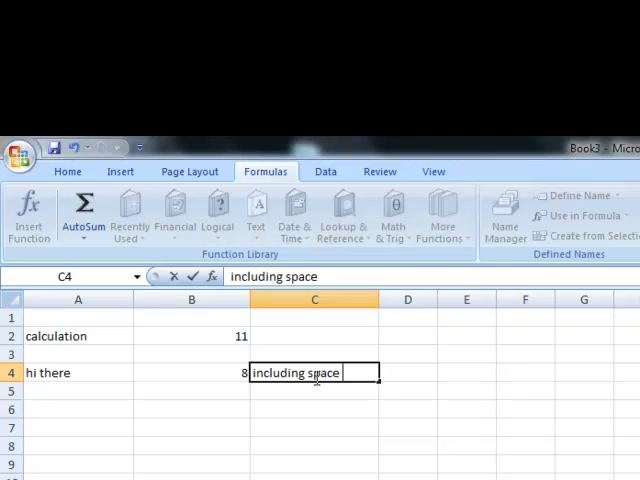 Book3 - Micro
Home Insert Page Layout Formulas Data Review View
fx Σ θ
Insert Function AutoSum Recently Used Financial Logical Text Date & Time Lookup & Reference Math & Trig More Functions Name Manager
Define Name
Use in Formula
Create from Selecti
Function Library Defined Names
C4 fx including space
A B C D E F G
1
2 calculation 11
3
4 hi there 8 including space
5
6
7
8
9